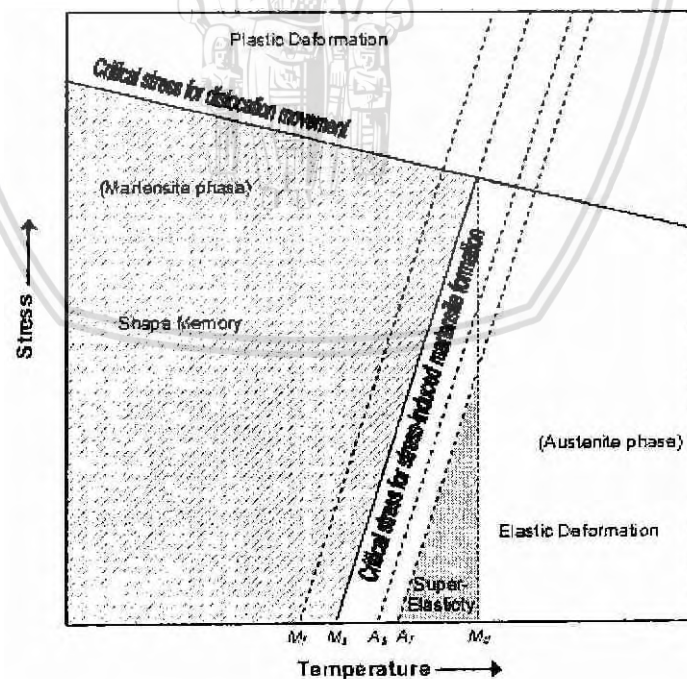 Plastic Deformation
Critical stress for dislocation movement
(Martensite phase)
Shape Memory
Critical stress for stress-induced martensite formation
(Austenite phase)
Elastic Deformation
Super-
Elasticty
Stress
Mf Ms As Af Md
Temperature